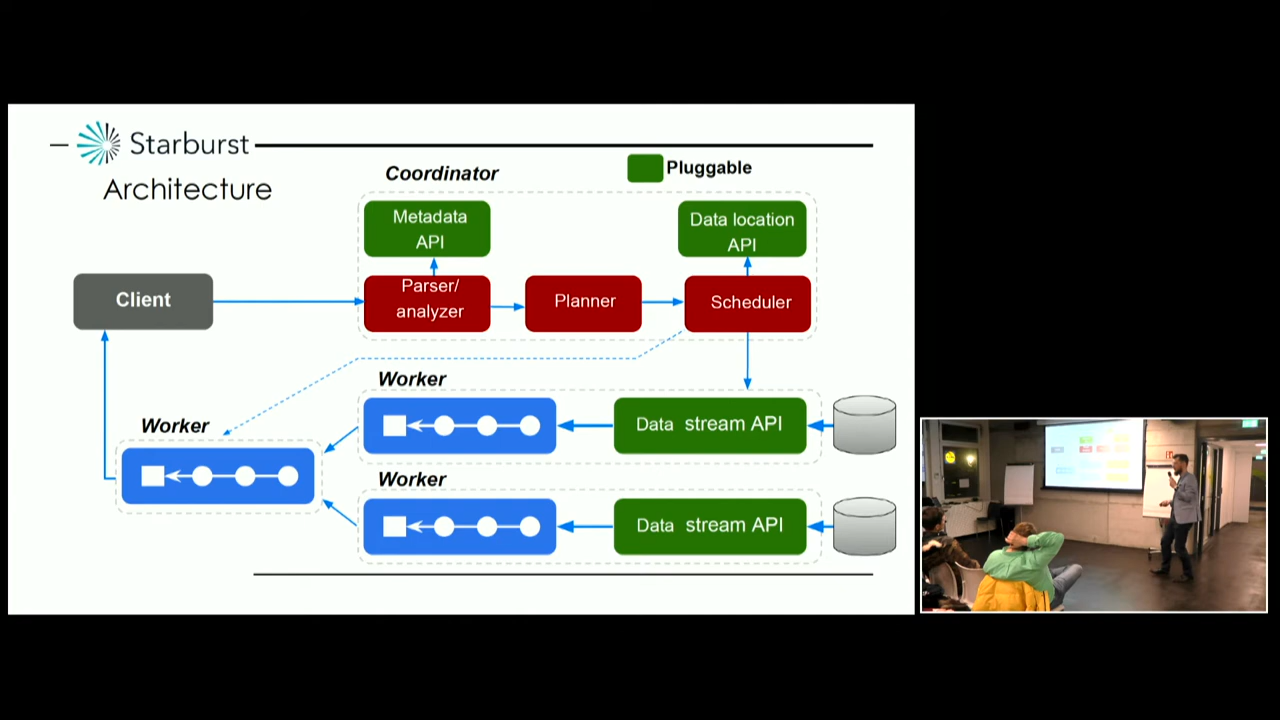 Starburst
Architecture
Coordinator
Pluggable
Metadata
API
Data location
API
Client
Parser/
analyzer
Planner
Scheduler
Worker
Data stream API
Worker
Worker
Data stream API